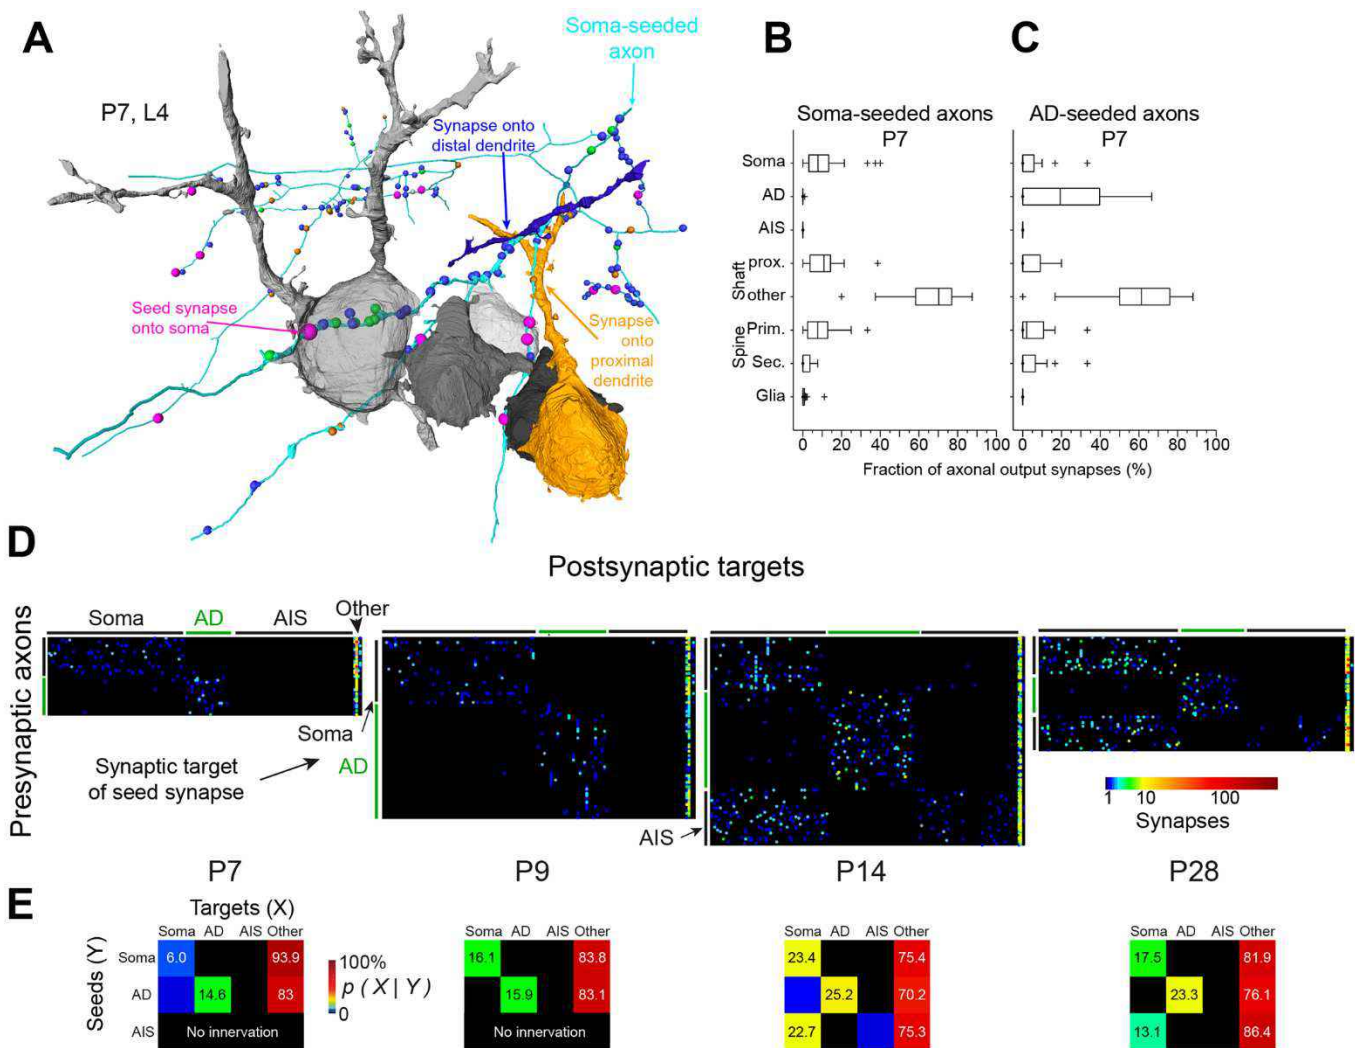 A
P7, L4
Soma-seeded
axon
Synapse onto
distal dendrite
Seed synapse
onto soma
Synapse
onto
proximal
dendrite
B
Soma-seeded axons
P7
C
AD-seeded axons
P7
Soma
AD
AIS
Shaft
prox.
other
Spine
Prim.
Sec.
Glia
0 20 40 60 80 100
0 20 40 60 80 100
Fraction of axonal output synapses (%)
D
Postsynaptic targets
Presynaptic axons
Soma AD AIS Other
Soma
AD
Synaptic target
of seed synapse
AIS
1 10 100
Synapses
P7 P9 P14 P28
E
Targets (X)
Seeds (Y)
Soma AD AIS Other
Soma 6.0 93.9
AD 14.6 83
AIS No innervation
100%
p ( X | Y )
0
Soma AD AIS Other
16.1 83.8
15.9 83.1
No innervation
Soma AD AIS Other
23.4 75.4
25.2 70.2
22.7 75.3
Soma AD AIS Other
17.5 81.9
23.3 76.1
13.1 86.4